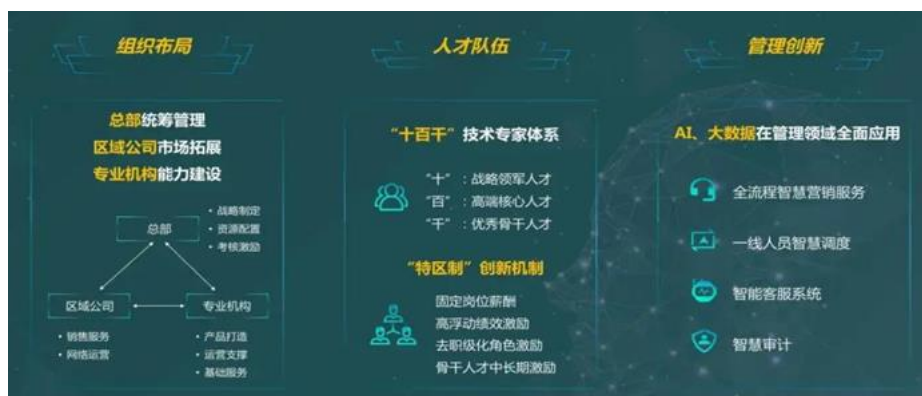 组织布局
总部统筹管理
区域公司市场拓展
专业机构能力建设
总部
• 战略制定
• 资源配置
• 考核激励
区域公司
专业机构
• 销售服务
• 网络运营
• 产品打造
• 运营支撑
• 基础服务
人才队伍
“十百千”技术专家体系
“十”：战略领军人才
“百”：高端核心人才
“千”：优秀骨干人才
“特区制”创新机制
固定岗位薪酬
高浮动绩效激励
去职级化角色激励
骨干人才中长期激励
管理创新
AI、大数据在管理领域全面应用
全流程智慧营销服务
一线人员智慧调度
智能客服系统
智慧审计